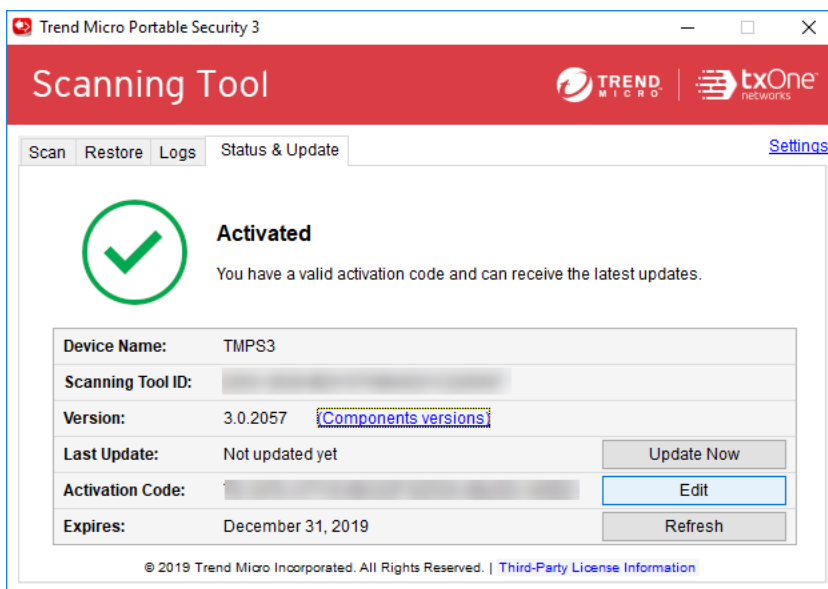 Trend Micro Portable Security 3
Scanning Tool
TREND MICRO
txOne networks
Scan Restore Logs Status & Update Settings
Activated
You have a valid activation code and can receive the latest updates.
Device Name: TMPS3
Scanning Tool ID:
Version: 3.0.2057 (Components versions)
Last Update: Not updated yet Update Now
Activation Code: Edit
Expires: December 31, 2019 Refresh
© 2019 Trend Micro Incorporated. All Rights Reserved. | Third-Party License Information